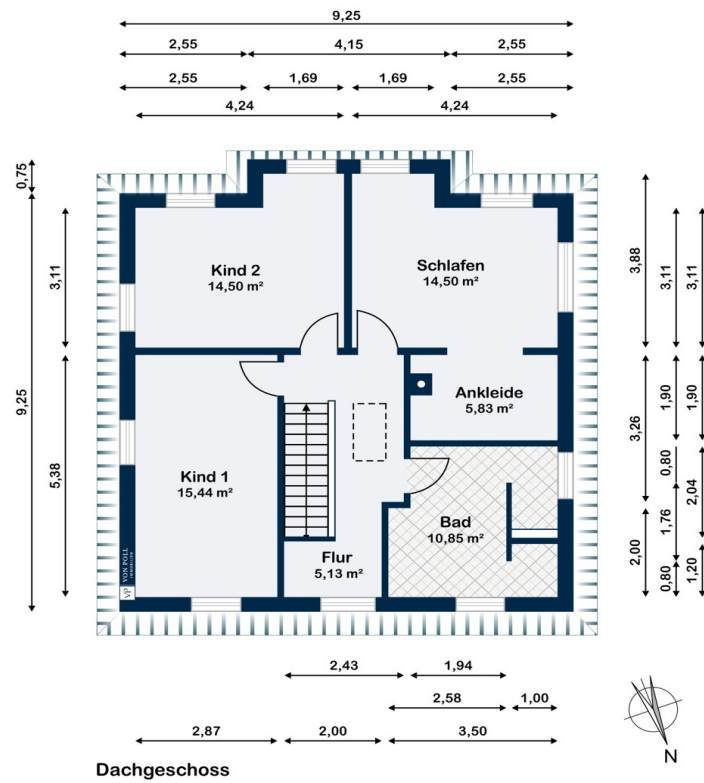 9,25
2,55 4,15 2,55
2,55 1,69 1,69 2,55
4,24 4,24
0,75
3,11
9,25
5,38
Kind 2
14,50 m²
Schlafen
14,50 m²
3,88
3,11
3,11
Ankleide
5,83 m²
1,90
1,90
3,26
0,80
2,04
Kind 1
15,44 m²
Bad
10,85 m²
1,76
2,00
Flur
5,13 m²
0,80
1,20
VP VON POLL
IMMOBILIEN
2,43 1,94
2,58 1,00
2,87 2,00 3,50
N
Dachgeschoss